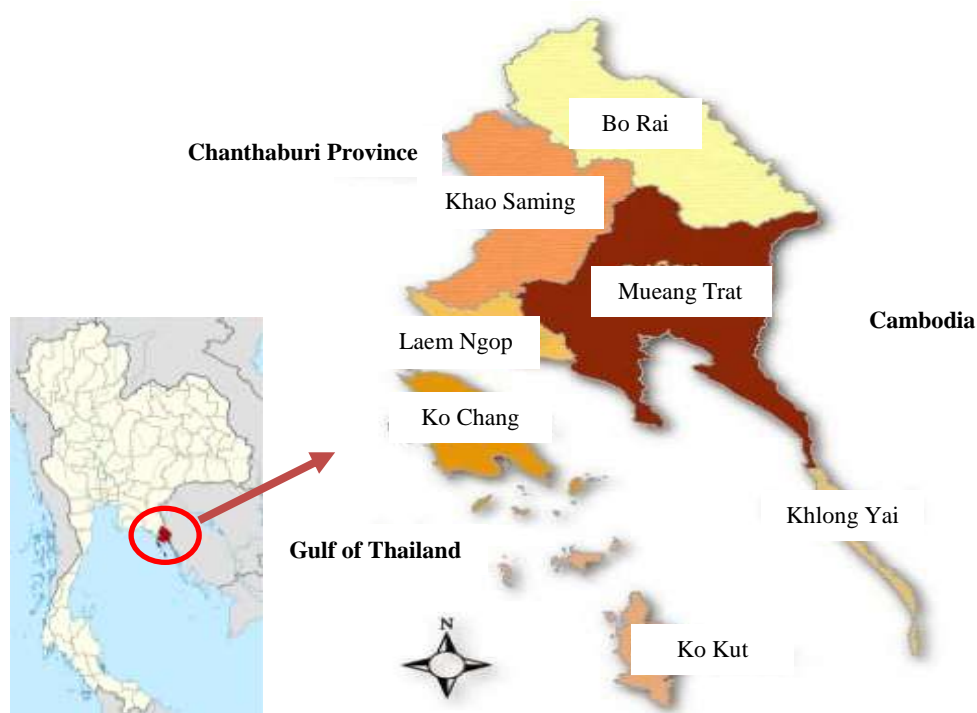 Bo Rai
Chanthaburi Province
Khao Saming
Mueang Trat
Cambodia
Laem Ngop
Ko Chang
Khlong Yai
Gulf of Thailand
N
Ko Kut